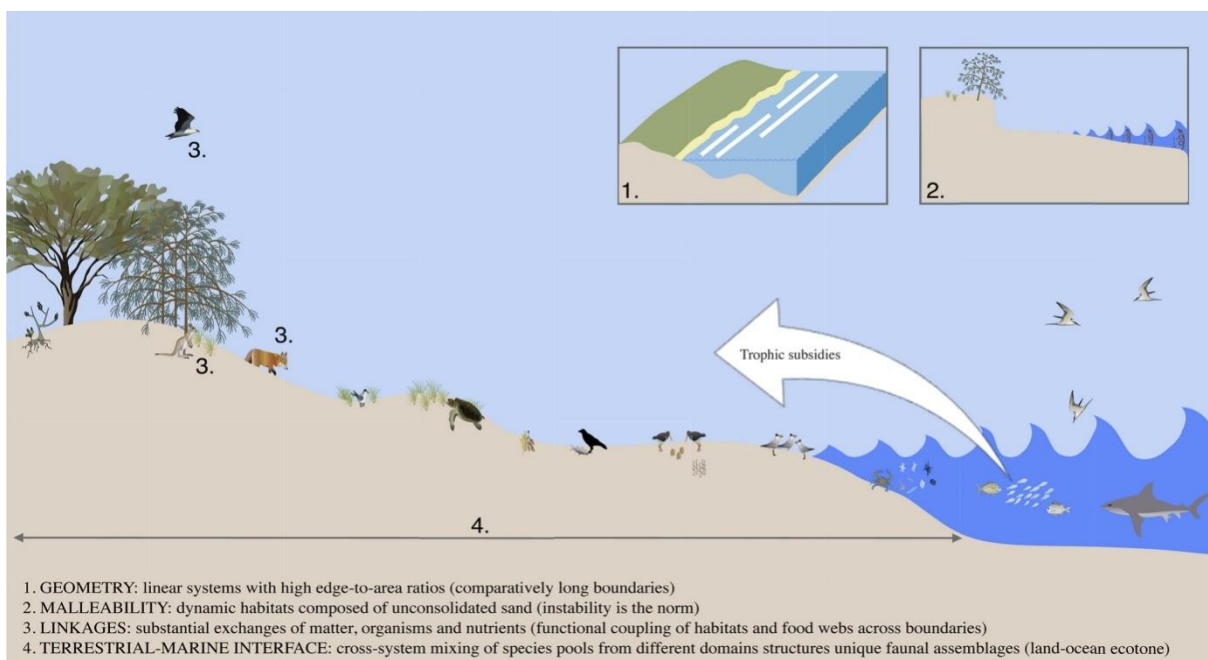 1.
2.
3.
3.
3.
Trophic subsidies
4.
1. GEOMETRY: linear systems with high edge-to-area ratios (comparatively long boundaries)
2. MALLEABILITY: dynamic habitats composed of unconsolidated sand (instability is the norm)
3. LINKAGES: substantial exchanges of matter, organisms and nutrients (functional coupling of habitats and food webs across boundaries)
4. TERRESTRIAL-MARINE INTERFACE: cross-system mixing of species pools from different domains structures unique faunal assemblages (land-ocean ecotone)